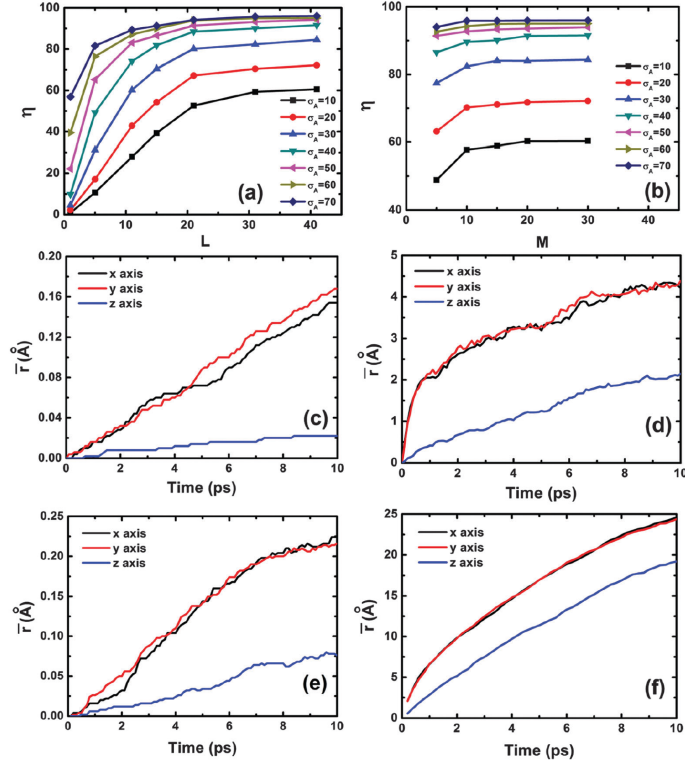 100
80
60
40
20
0
η
0 10 20 30 40
L
σA=10
σA=20
σA=30
σA=40
σA=50
σA=60
σA=70
(a)
100
90
80
70
60
50
40
η
0 10 20 30 40
M
σA=10
σA=20
σA=30
σA=40
σA=50
σA=60
σA=70
(b)
0.20
0.16
0.12
0.08
0.04
0.00
r̅ (Å)
x axis
y axis
z axis
(c)
0 2 4 6 8 10
Time (ps)
5
4
3
2
1
0
r̅ (Å)
x axis
y axis
z axis
(d)
0 2 4 6 8 10
Time (ps)
0.25
0.20
0.15
0.10
0.05
0.00
r̅ (Å)
x axis
y axis
z axis
(e)
0 2 4 6 8 10
Time (ps)
25
20
15
10
5
0
r̅ (Å)
x axis
y axis
z axis
(f)
0 2 4 6 8 10
Time (ps)